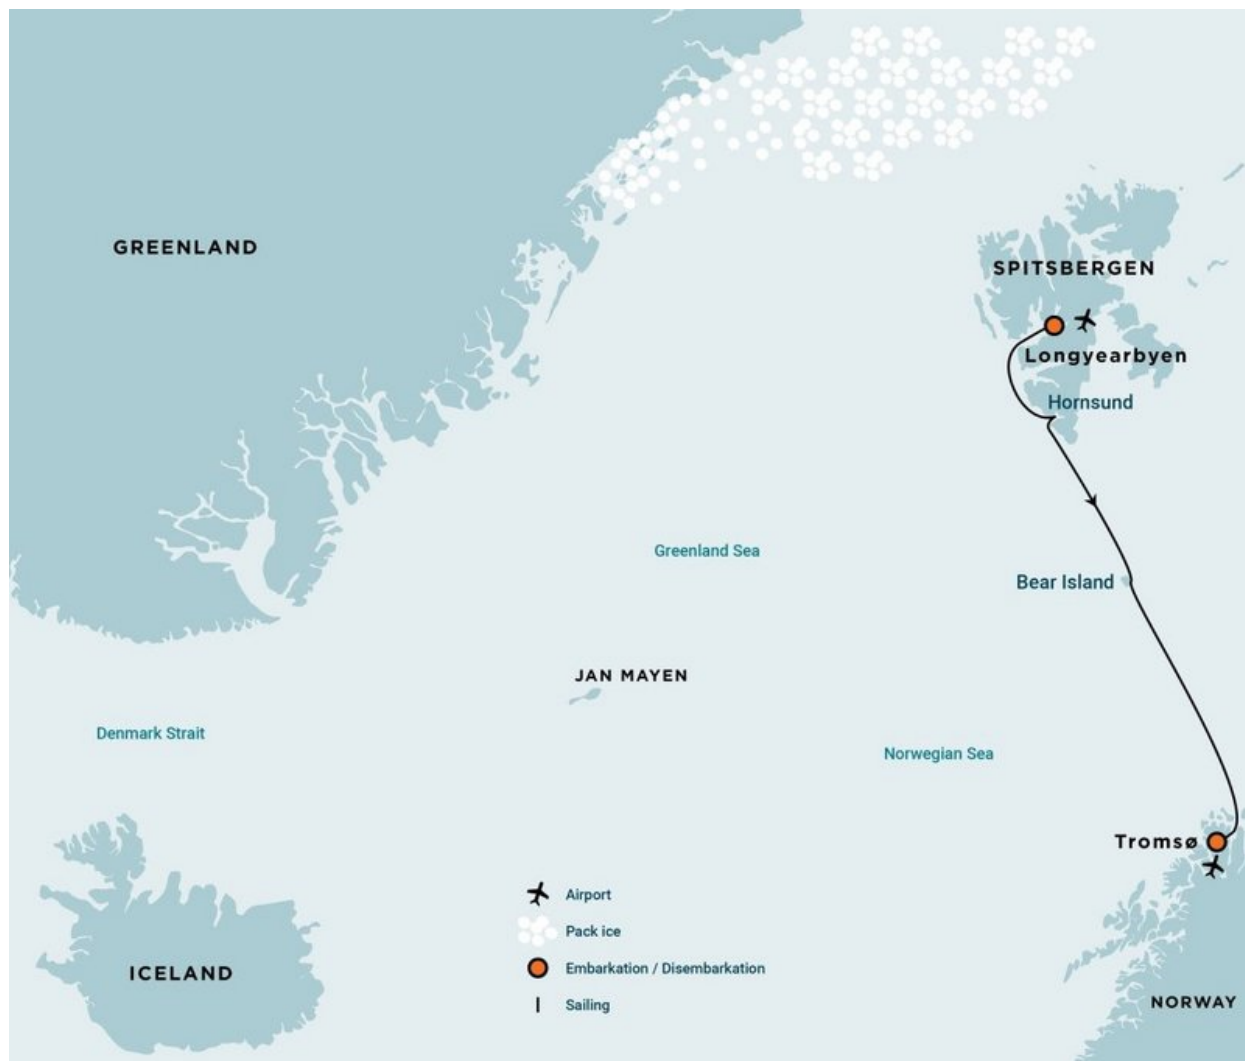 GREENLAND
SPITSBERGEN
Longyearbyen
Hornsund
Greenland Sea
Bear Island
JAN MAYEN
Denmark Strait
Norwegian Sea
Tromsø
Airport
Pack ice
Embarkation / Disembarkation
Sailing
ICELAND
NORWAY